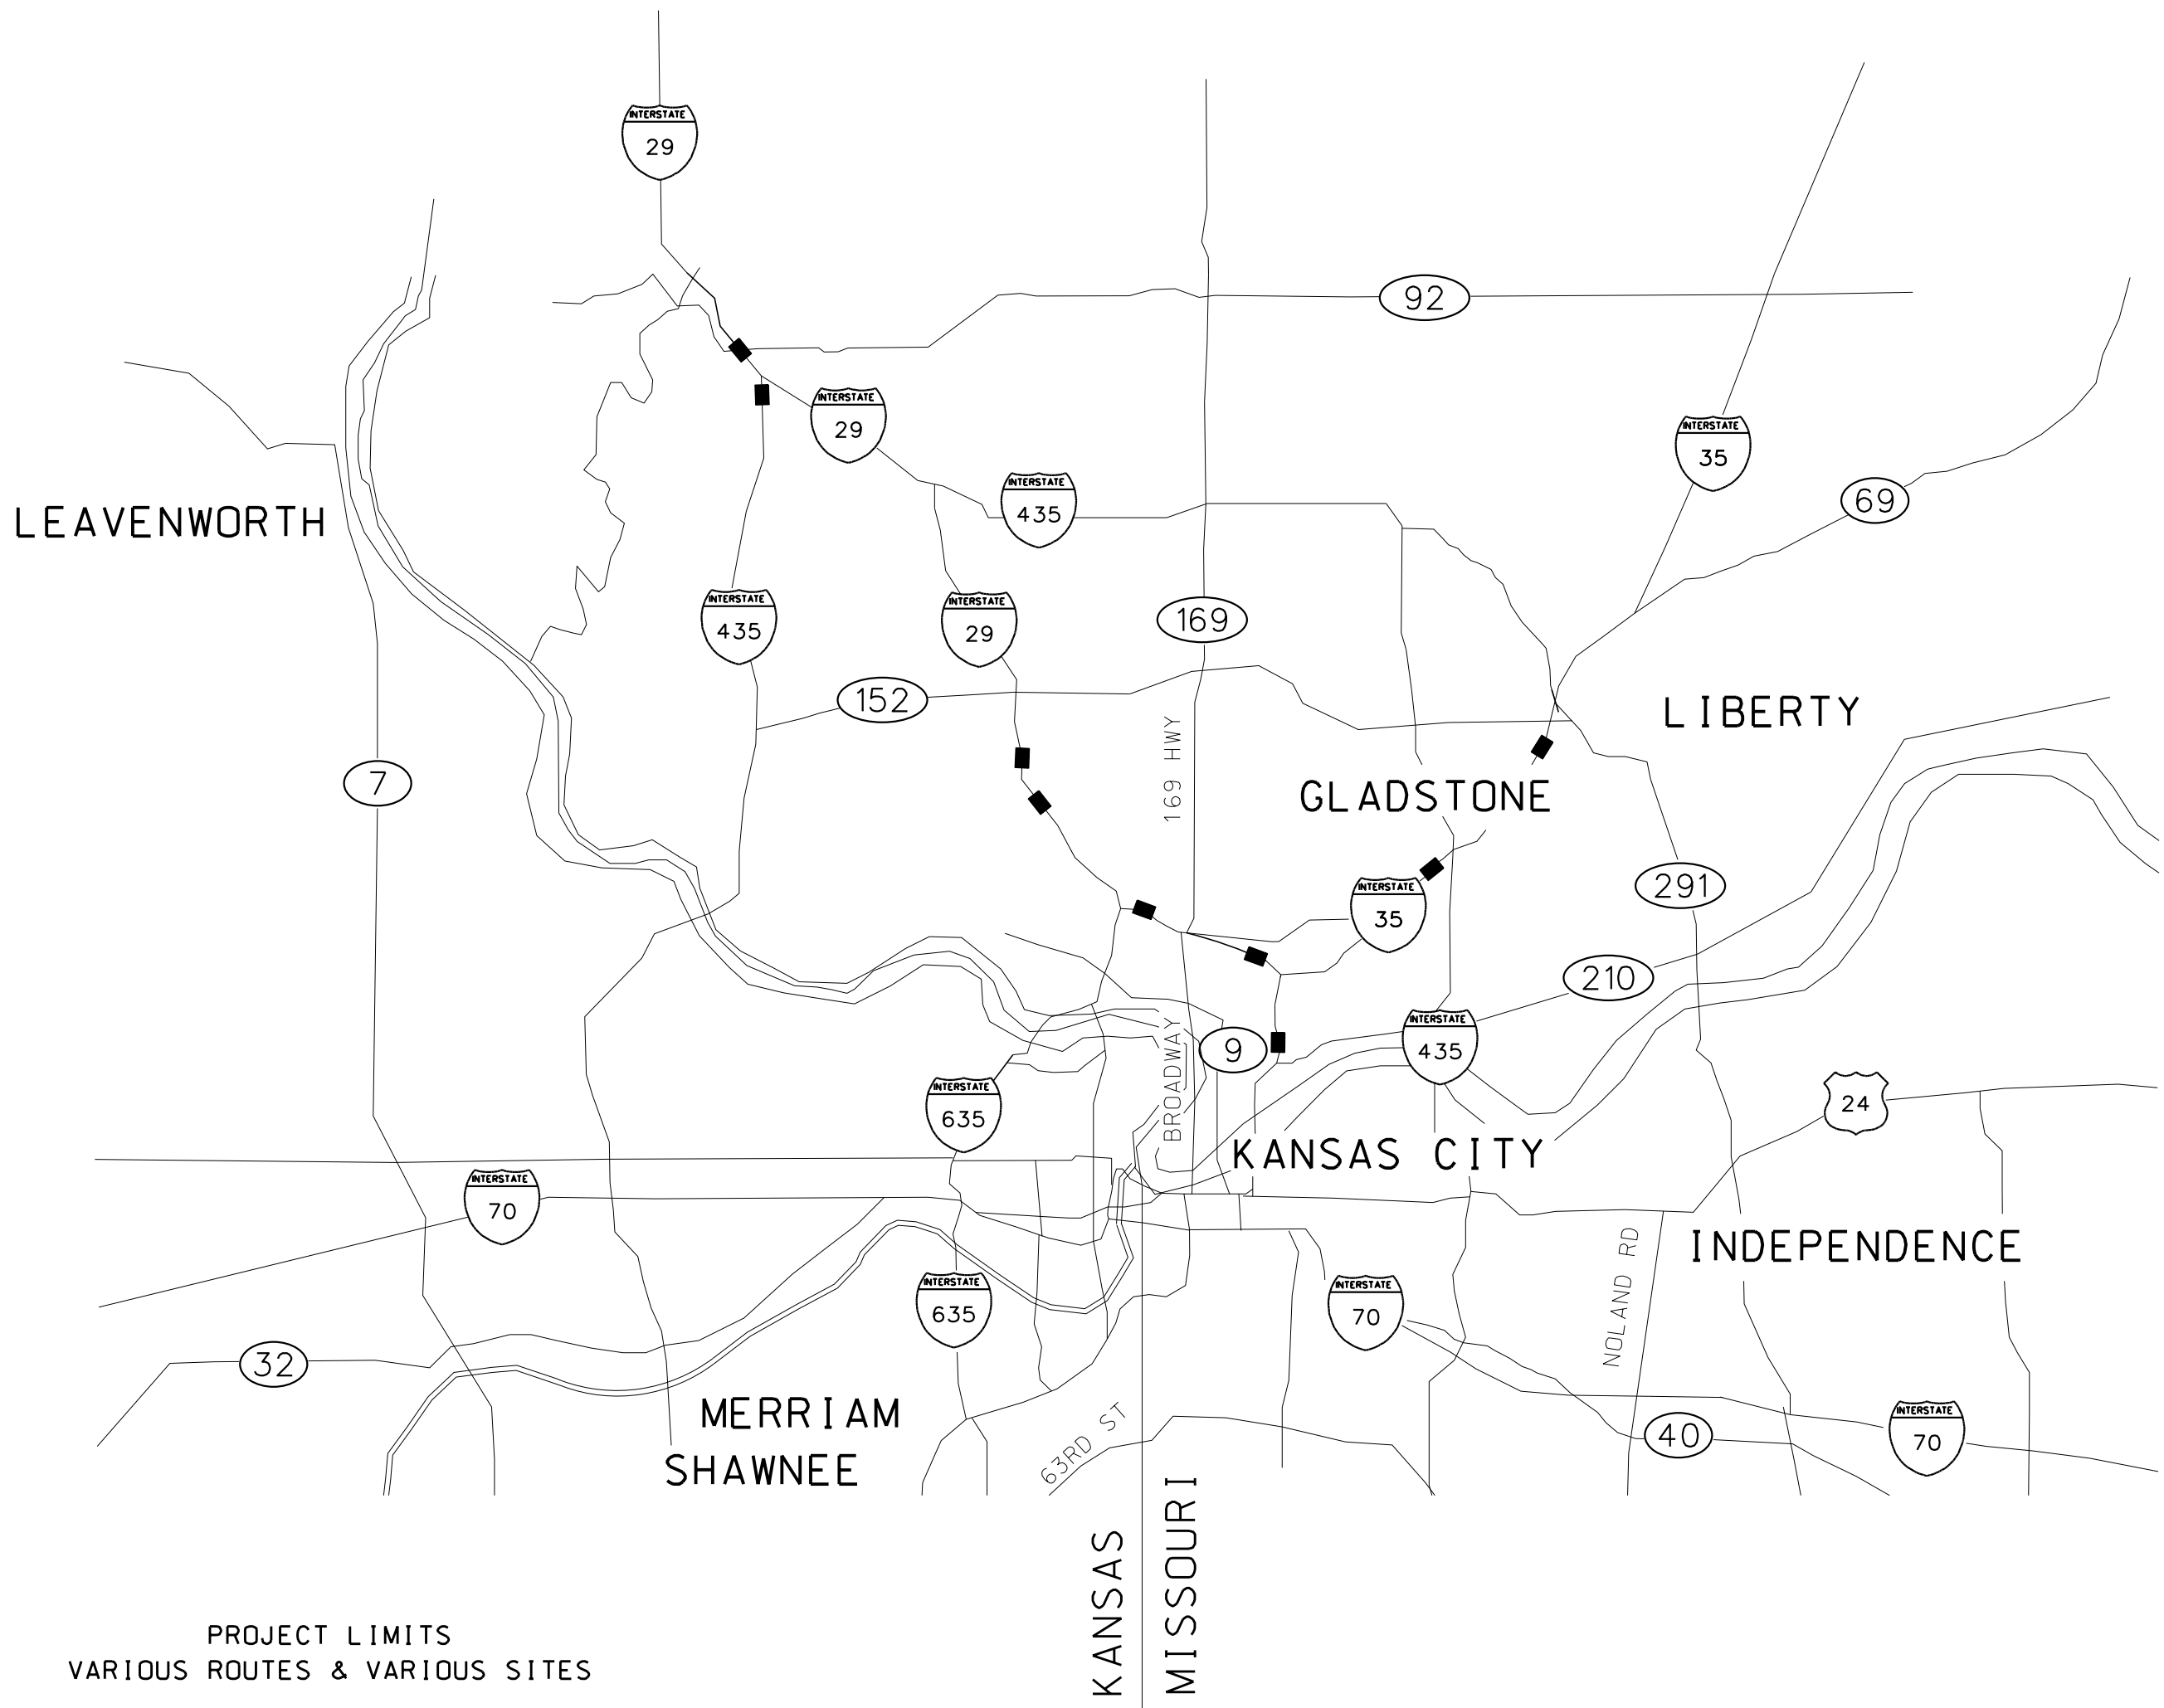 INTERSTATE
29
92
INTERSTATE
29
INTERSTATE
35
INTERSTATE
435
69
LEAVENWORTH
INTERSTATE
435
INTERSTATE
29
169
152
LIBERTY
169 HWY
7
GLADSTONE
291
INTERSTATE
35
210
BROADWAY
9
INTERSTATE
435
INTERSTATE
635
24
KANSAS CITY
INTERSTATE
70
INDEPENDENCE
NOLAND RD
INTERSTATE
635
INTERSTATE
70
32
MERRIAM
63RD ST
40
INTERSTATE
70
SHAWNEE
KANSAS
MISSOURI
PROJECT LIMITS
VARIOUS ROUTES & VARIOUS SITES